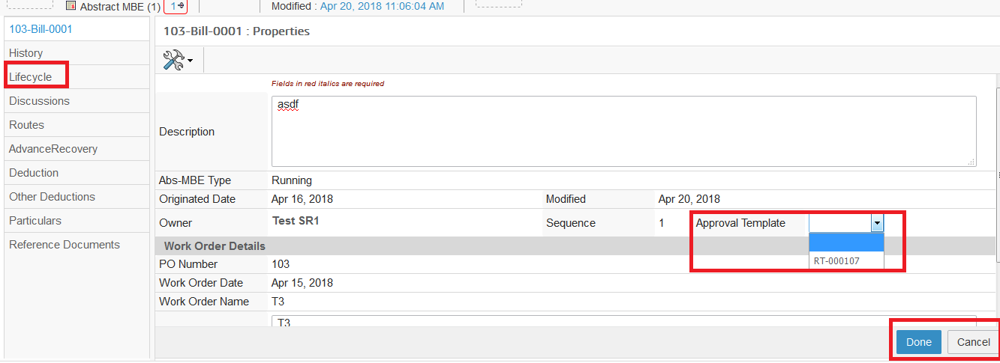 Abstract MBE (1) 1 Modified : Apr 20, 2018 11:06:04 AM
103-Bill-0001
History
Lifecycle
Discussions
Routes
AdvanceRecovery
Deduction
Other Deductions
Particulars
Reference Documents
103-Bill-0001 : Properties
Fields in red italics are required
Description asdf
Abs-MBE Type Running
Originated Date Apr 16, 2018 Modified Apr 20, 2018
Owner Test SR1 Sequence 1 Approval Template
RT-000107
Work Order Details
PO Number 103
Work Order Date Apr 15, 2018
Work Order Name T3
T3
Done Cancel